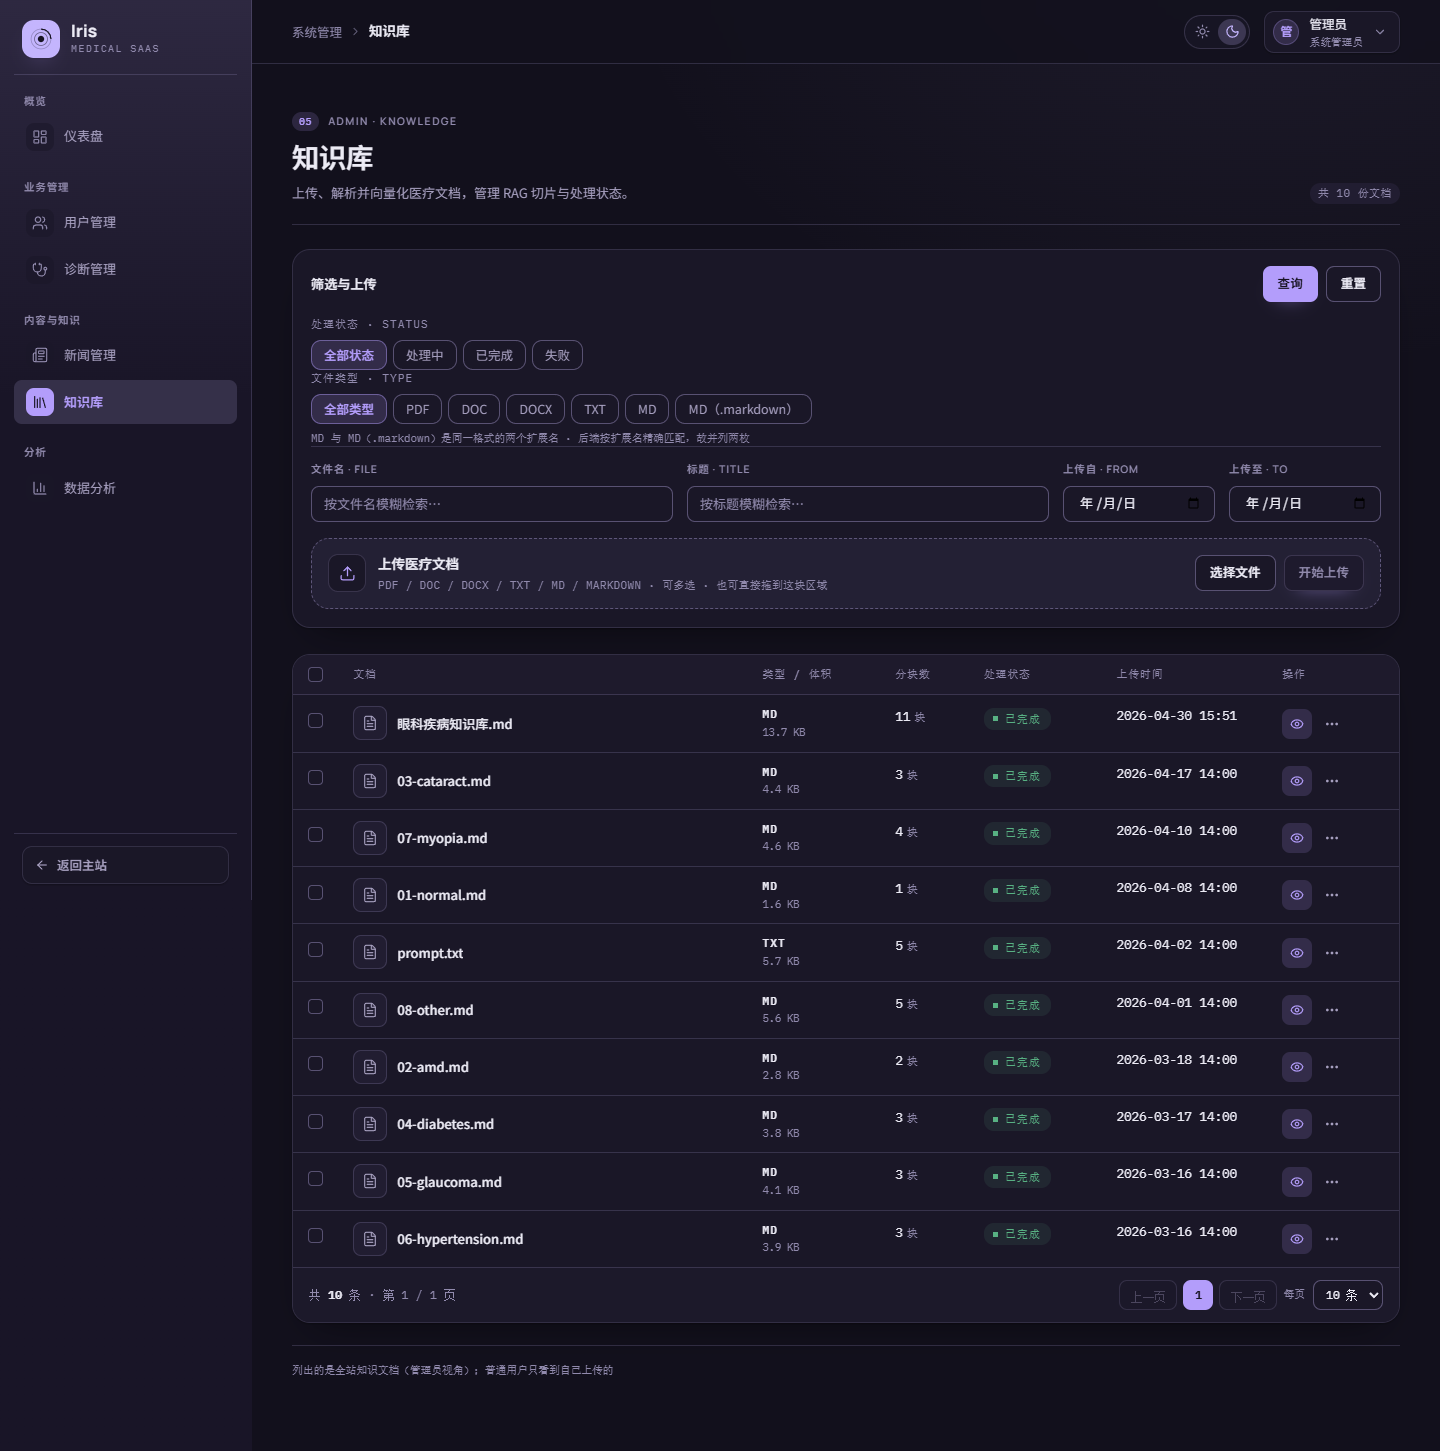 Iris
MEDICAL SAAS
概览
仪表盘
业务管理
用户管理
诊断管理
内容与知识
新闻管理
知识库
分析
数据分析
返回主站
系统管理 > 知识库
管
管理员
系统管理员
05 ADMIN · KNOWLEDGE
知识库
上传、解析并向量化医疗文档，管理 RAG 切片与处理状态。
共 10 份文档
筛选与上传
查询 重置
处理状态 · STATUS
全部状态 处理中 已完成 失败
文件类型 · TYPE
全部类型 PDF DOC DOCX TXT MD MD（.markdown）
MD 与 MD（.markdown）是同一格式的两个扩展名 · 后端按扩展名精确匹配，故并列两枚
文件名 · FILE 标题 · TITLE 上传自 · FROM 上传至 · TO
按文件名模糊检索… 按标题模糊检索… 年 /月/日 年 /月/日
上传医疗文档
PDF / DOC / DOCX / TXT / MD / MARKDOWN · 可多选 · 也可直接拖到这块区域
选择文件 开始上传
文档 类型 / 体积 分块数 处理状态 上传时间 操作
眼科疾病知识库.md MD 13.7 KB 11 块 已完成 2026-04-30 15:51
03-cataract.md MD 4.4 KB 3 块 已完成 2026-04-17 14:00
07-myopia.md MD 4.6 KB 4 块 已完成 2026-04-10 14:00
01-normal.md MD 1.6 KB 1 块 已完成 2026-04-08 14:00
prompt.txt TXT 5.7 KB 5 块 已完成 2026-04-02 14:00
08-other.md MD 5.6 KB 5 块 已完成 2026-04-01 14:00
02-amd.md MD 2.8 KB 2 块 已完成 2026-03-18 14:00
04-diabetes.md MD 3.8 KB 3 块 已完成 2026-03-17 14:00
05-glaucoma.md MD 4.1 KB 3 块 已完成 2026-03-16 14:00
06-hypertension.md MD 3.9 KB 3 块 已完成 2026-03-16 14:00
共 10 条 · 第 1 / 1 页
上一页 1 下一页 每页 10 条
列出的是全站知识文档（管理员视角）；普通用户只看到自己上传的